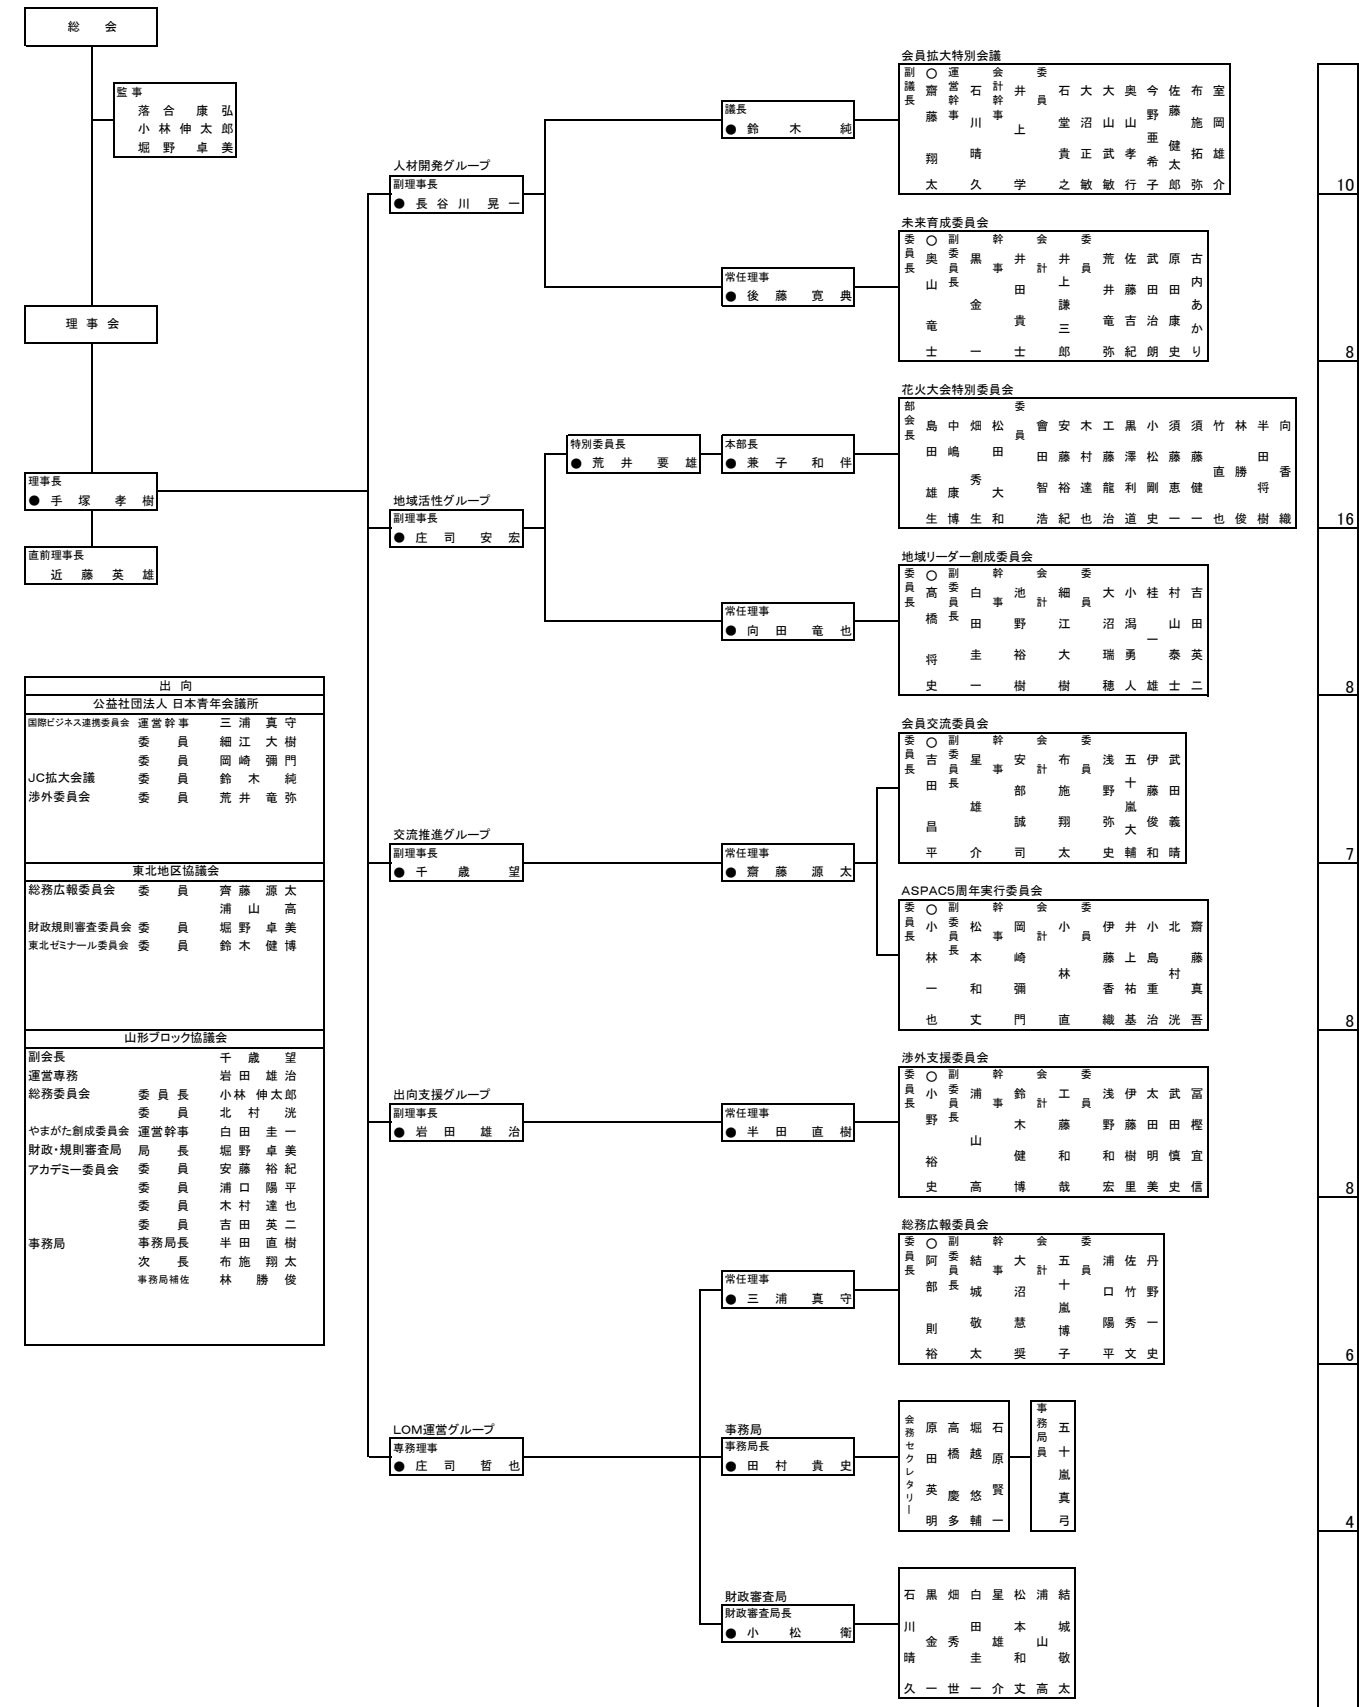 総 会
監事
落合 康弘
小林伸太郎
堀野 卓美
理事会
理事長
● 手塚 孝樹
直前理事長
近藤英雄
人材開発グループ
副理事長
● 長谷川 晃一
議長
● 鈴木 純
会員拡大特別会議
副議長 ○ 齋藤 翔太
運営幹事 石川晴久
会計幹事 井上 学
委員 石堂貴之 大沼正敏 大山武敏 奥山孝行 今野亜希子 佐藤健太郎 布施拓弥 室岡雄介
10
常任理事
● 後藤寛典
未来育成委員会
委員長 ○ 奥山竜士
副委員長 黒金一
幹事 井田貴士
会計 井上謙三郎
委員 荒井竜弥 佐藤吉紀 武田治朗 原田康史 古内あかり
8
地域活性グループ
副理事長
● 庄司安宏
特別委員長
● 荒井要雄
本部長
● 兼子和伴
花火大会特別委員会
部会長 島田雄生 中嶋康博 畑秀生 松田大和
委員 會田智浩 安藤裕紀 木村達也 工藤龍治 黒澤利道 小松剛史 須藤恵一 須藤健一 竹直也 林勝俊 半田将樹 向香織
16
常任理事
● 向田竜也
地域リーダー創成委員会
委員長 ○ 髙橋将史
副委員長 白田圭一
幹事 池野裕樹
会計 細江大樹
委員 大沼瑞穂 小潟勇人 桂一雄 村山泰士 吉田英二
8
交流推進グループ
副理事長
● 千歳 望
常任理事
● 齋藤源太
会員交流委員会
委員長 ○ 吉田昌平
副委員長 星雄介
幹事 安部誠司
会計 布施翔太
委員 浅野弥史 五十嵐大輔 伊藤俊和 武田義晴
7
ASPAC5周年実行委員会
委員長 ○ 小林一也
副委員長 松本和丈
幹事 岡崎彌門
会計 小林直
委員 伊藤香織 井上祐基 小島重治 北村洸 齋藤真吾
8
出向支援グループ
副理事長
● 岩田雄治
常任理事
● 半田直樹
渉外支援委員会
委員長 ○ 小野裕史
副委員長 浦山高
幹事 鈴木健博
会計 工藤和哉
委員 浅野和宏 伊藤樹里 太田明美 武田慎史 冨樫宜信
8
LOM運営グループ
専務理事
● 庄司哲也
常任理事
● 三浦真守
総務広報委員会
委員長 ○ 阿部則裕
副委員長 結城敬太
幹事 大沼慧奨
会計 五十嵐博子
委員 浦口陽平 佐竹秀文 丹野一史
6
事務局
事務局長
● 田村貴史
会務セクレタリー 原田英明 高橋慶多 堀越悠輔 石原賢一
事務局員 五十嵐真弓
4
財政審査局
財政審査局長
● 小松 衛
石川晴久 黒金一 畑秀世 白田圭一 星雄介 松本和丈 浦山高 結城敬太
出向
公益社団法人 日本青年会議所
国際ビジネス連携委員会 運営幹事 三浦真守
委員 細江大樹
委員 岡崎彌門
JC拡大会議 委員 鈴木純
渉外委員会 委員 荒井竜弥
東北地区協議会
総務広報委員会 委員 齊藤源太
浦山高
財政規則審査委員会 委員 堀野卓美
東北ゼミナール委員会 委員 鈴木健博
山形ブロック協議会
副会長 千歳望
運営専務 岩田雄治
総務委員会 委員長 小林伸太郎
委員 北村洸
やまがた創成委員会 運営幹事 白田圭一
財政・規則審査局 局長 堀野卓美
アカデミー委員会 委員 安藤裕紀
委員 浦口陽平
委員 木村達也
委員 吉田英二
事務局 事務局長 半田直樹
次長 布施翔太
事務局補佐 林勝俊